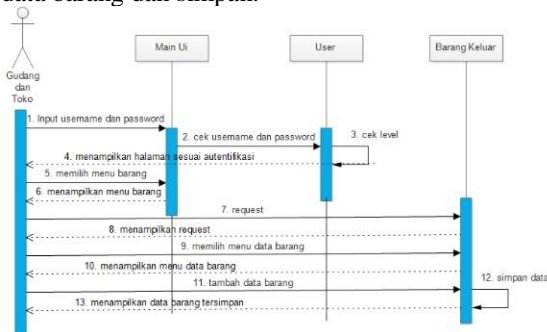 data barang dan simpan.
Main Ui
User
Barang Keluar
Gudang
dan
Toko
1. Input username dan password
2. cek username dan password
3. cek level
4. menampilkan halaman sesuai autentifikasi
5. memilih menu barang
6. menampilkan menu barang
7. request
8. menampilkan request
9. memilih menu data barang
10. menampilkan menu data barang
11. tambah data barang
12. simpan data
13. menampilkan data barang tersimpan